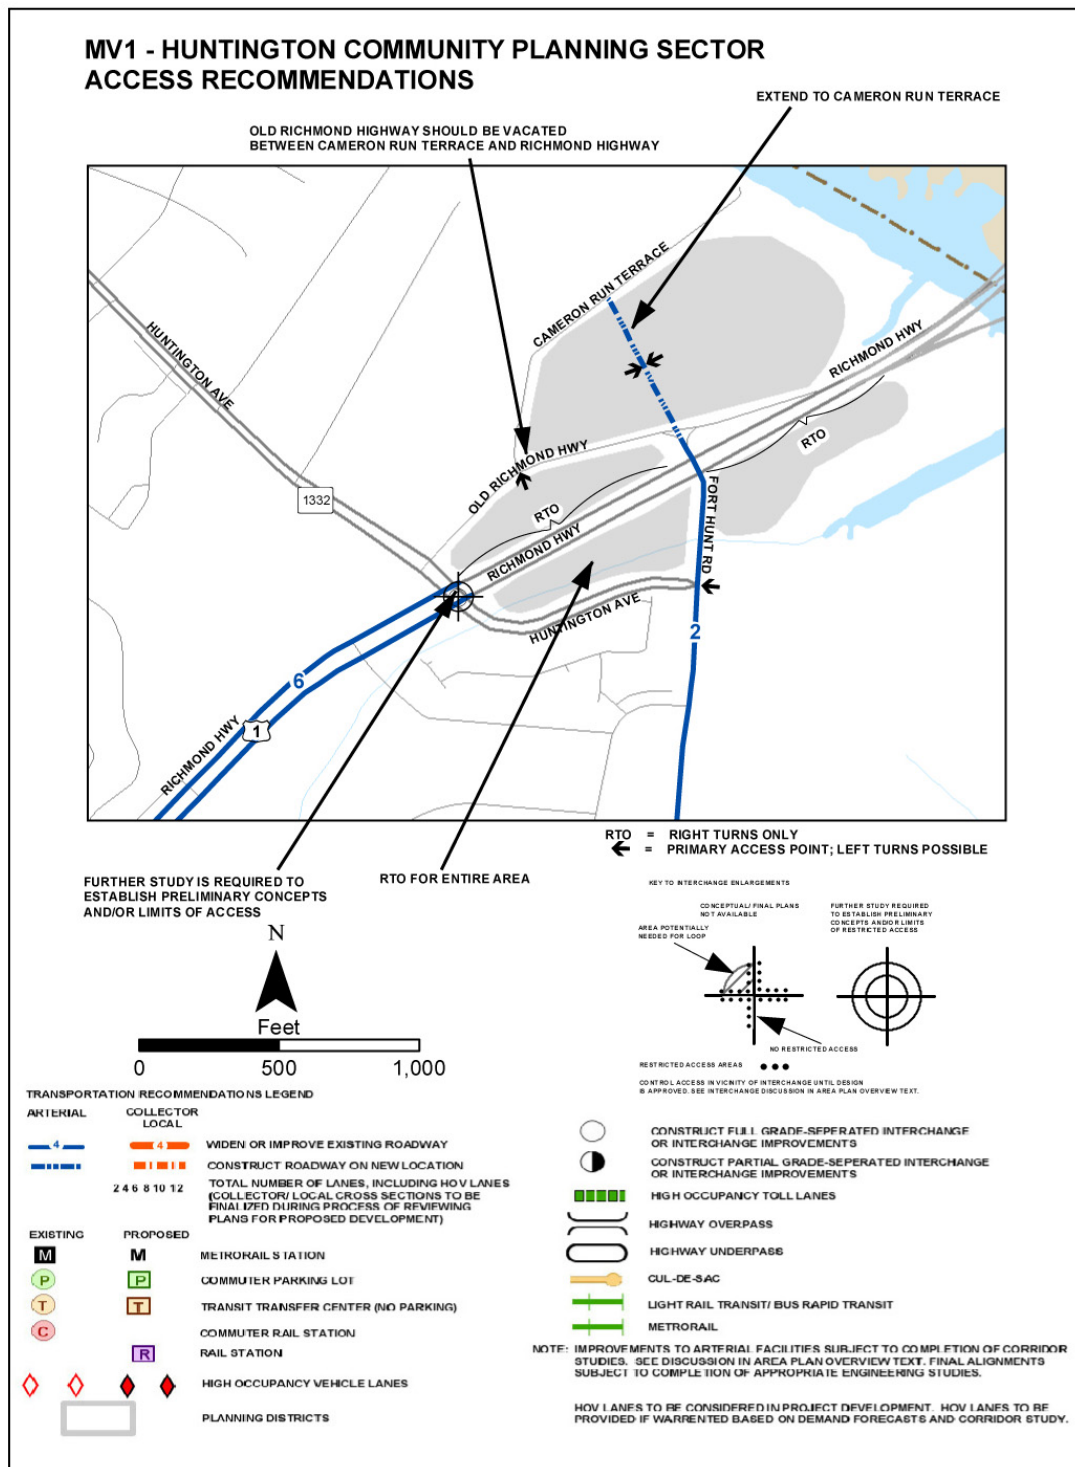 MV1 - HUNTINGTON COMMUNITY PLANNING SECTOR
ACCESS RECOMMENDATIONS
EXTEND TO CAMERON RUN TERRACE
OLD RICHMOND HIGHWAY SHOULD BE VACATED
BETWEEN CAMERON RUN TERRACE AND RICHMOND HIGHWAY
CAMERON RUN TERRACE
HUNTINGTON AVE
RICHMOND HWY
RTO
OLD RICHMOND HWY
1332
RTO
FORT HUNT RD
RICHMOND HWY
HUNTINGTON AVE
2
6
1
RICHMOND HWY
RTO = RIGHT TURNS ONLY
= PRIMARY ACCESS POINT; LEFT TURNS POSSIBLE
FURTHER STUDY IS REQUIRED TO
ESTABLISH PRELIMINARY CONCEPTS
AND/OR LIMITS OF ACCESS
RTO FOR ENTIRE AREA
KEY TO INTERCHANGE ENLARGEMENTS
CONCEPTUAL/ FINAL PLANS
NOT AVAILABLE
FURTHER STUDY REQUIRED
TO ESTABLISH PRELIMINARY
CONCEPTS AND/OR LIMITS
OF RESTRICTED ACCESS
AREA POTENTIALLY
NEEDED FOR LOOP
NO RESTRICTED ACCESS
RESTRICTED ACCESS AREAS
CONTROL ACCESS IN VICINITY OF INTERCHANGE UNTIL DESIGN
IS APPROVED. SEE INTERCHANGE DISCUSSION IN AREA PLAN OVERVIEW TEXT.
N
Feet
0 500 1,000
TRANSPORTATION RECOMMENDATIONS LEGEND
ARTERIAL COLLECTOR
LOCAL
4 4 WIDEN OR IMPROVE EXISTING ROADWAY
CONSTRUCT ROADWAY ON NEW LOCATION
2 4 6 8 10 12 TOTAL NUMBER OF LANES, INCLUDING HOV LANES
(COLLECTOR/ LOCAL CROSS SECTIONS TO BE
FINALIZED DURING PROCESS OF REVIEWING
PLANS FOR PROPOSED DEVELOPMENT)
EXISTING PROPOSED
M M METRORAIL STATION
P P COMMUTER PARKING LOT
T T TRANSIT TRANSFER CENTER (NO PARKING)
C COMMUTER RAIL STATION
R RAIL STATION
HIGH OCCUPANCY VEHICLE LANES
PLANNING DISTRICTS
CONSTRUCT FULL GRADE-SEPERATED INTERCHANGE
OR INTERCHANGE IMPROVEMENTS
CONSTRUCT PARTIAL GRADE-SEPERATED INTERCHANGE
OR INTERCHANGE IMPROVEMENTS
HIGH OCCUPANCY TOLL LANES
HIGHWAY OVERPASS
HIGHWAY UNDERPASS
CUL-DE-SAC
LIGHT RAIL TRANSIT/ BUS RAPID TRANSIT
METRORAIL
NOTE: IMPROVEMENTS TO ARTERIAL FACILITIES SUBJECT TO COMPLETION OF CORRIDOR
STUDIES. SEE DISCUSSION IN AREA PLAN OVERVIEW TEXT. FINAL ALIGNMENTS
SUBJECT TO COMPLETION OF APPROPRIATE ENGINEERING STUDIES.
HOV LANES TO BE CONSIDERED IN PROJECT DEVELOPMENT. HOV LANES TO BE
PROVIDED IF WARRENTED BASED ON DEMAND FORECASTS AND CORRIDOR STUDY.